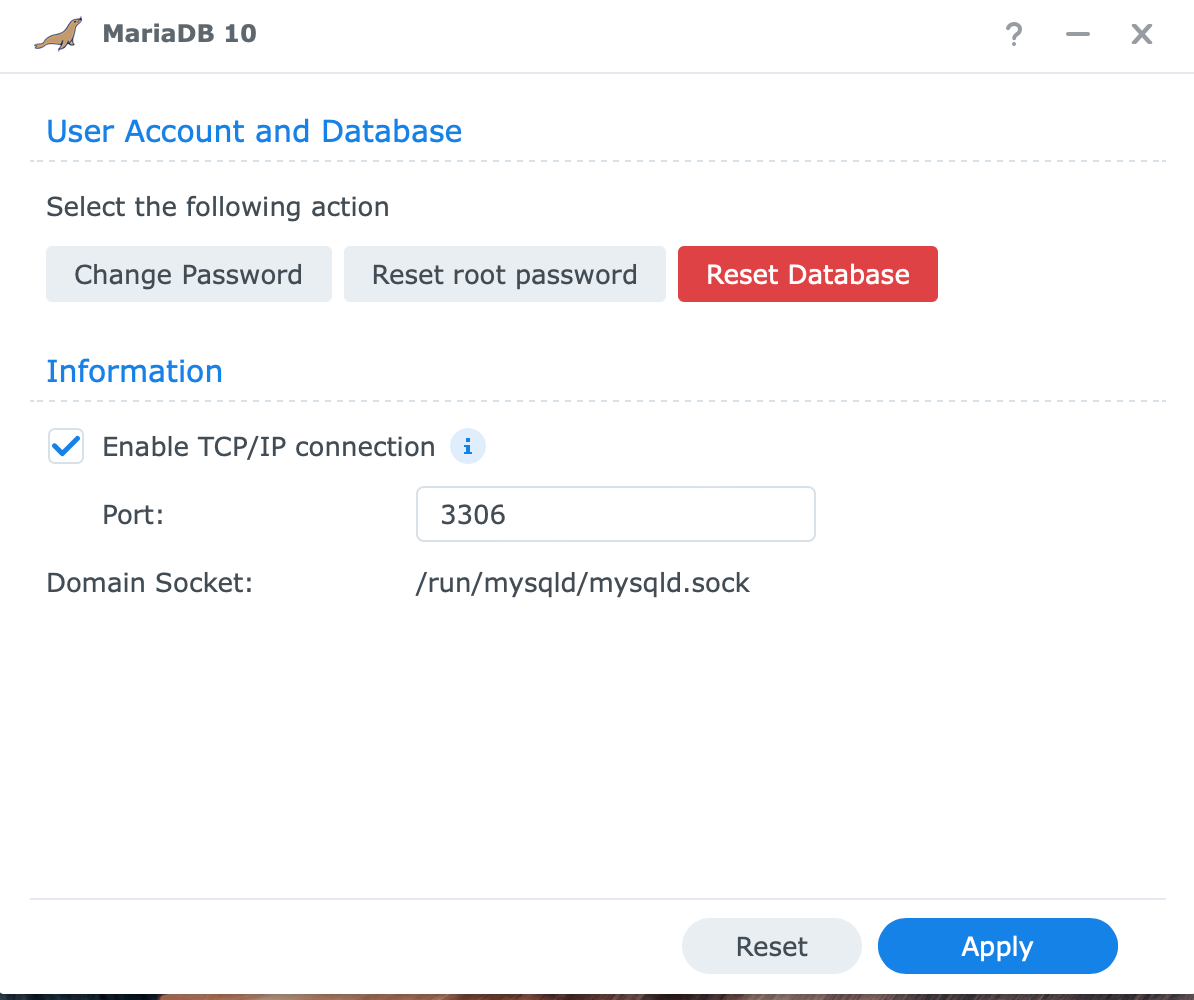 MariaDB 10
User Account and Database
Select the following action
Change Password Reset root password Reset Database
Information
Enable TCP/IP connection i
Port: 3306
Domain Socket: /run/mysqld/mysqld.sock
Reset Apply